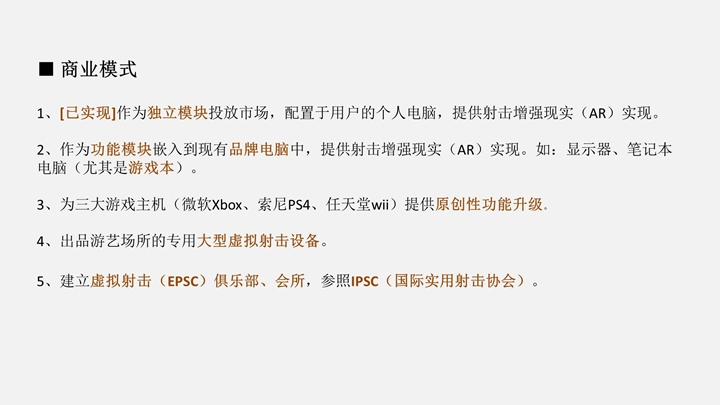 ■ 商业模式
1、[已实现]作为独立模块投放市场，配置于用户的个人电脑，提供射击增强现实（AR）实现。
2、作为功能模块嵌入到现有品牌电脑中，提供射击增强现实（AR）实现。如：显示器、笔记本
电脑（尤其是游戏本）。
3、为三大游戏主机（微软Xbox、索尼PS4、任天堂wii）提供原创性功能升级。
4、出品游艺场所的专用大型虚拟射击设备。
5、建立虚拟射击（EPSC）俱乐部、会所，参照IPSC（国际实用射击协会）。